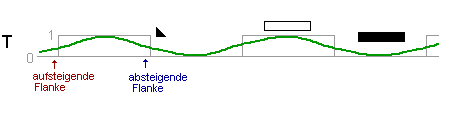 T
1
0
aufsteigende
Flanke
absteigende
Flanke